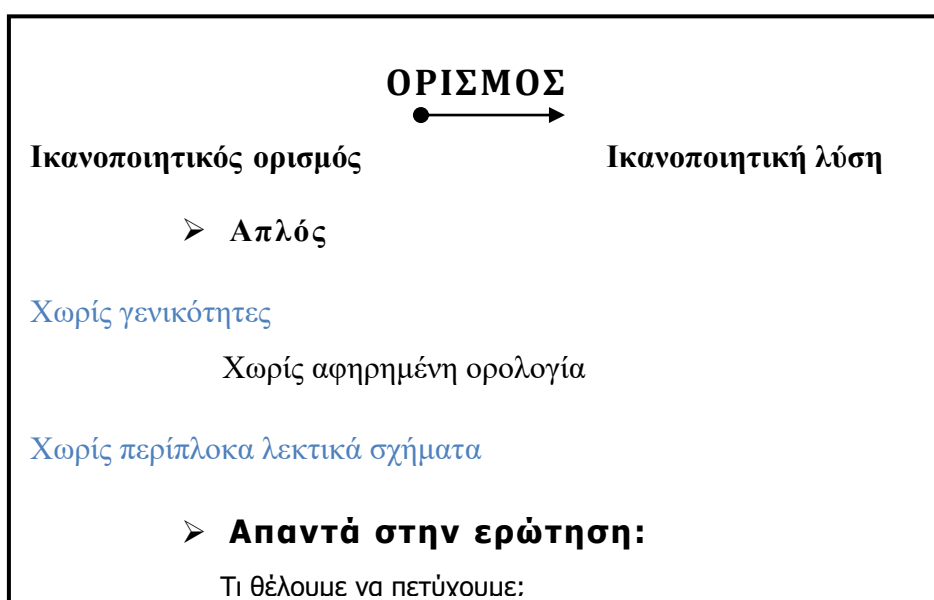 ΟΡΙΣΜΟΣ
Ικανοποιητικός ορισμός Ικανοποιητική λύση
Απλός
Χωρίς γενικότητες
Χωρίς αφηρημένη ορολογία
Χωρίς περίπλοκα λεκτικά σχήματα
Απαντά στην ερώτηση:
Τι θέλουμε να πετύχουμε;